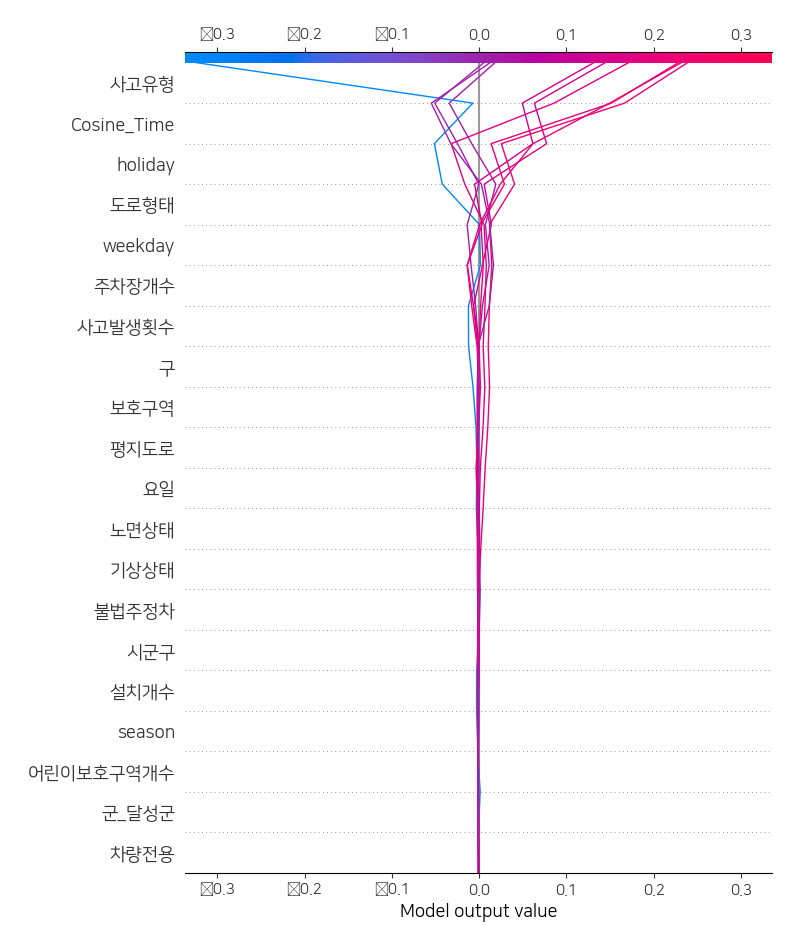 ☒0.3 ☒0.2 ☒0.1 0.0 0.1 0.2 0.3
사고유형
Cosine_Time
holiday
도로형태
weekday
주차장개수
사고발생횟수
구
보호구역
평지도로
요일
노면상태
기상상태
불법주정차
시군구
설치개수
season
어린이보호구역개수
군_달성군
차량전용
☒0.3 ☒0.2 ☒0.1 0.0 0.1 0.2 0.3
Model output value